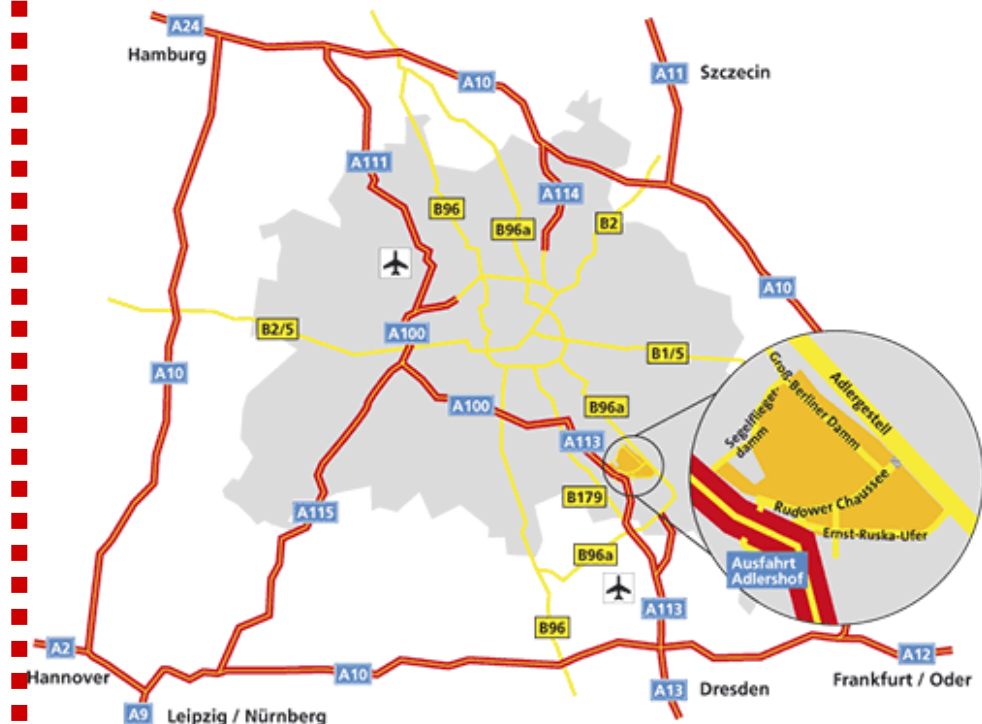 A24
Hamburg
A11
Szczecin
A10
A111
A114
B96
B96a
B2
A10
B2/5
A100
B1/5
A10
A100
B96a
A113
B179
A115
B96a
Groß-Berliner Damm
Adlergestell
Segelflieger-
damm
Rudower Chaussee
Ernst-Ruska-Ufer
Ausfahrt
Adlershof
A113
B96
A2
Hannover
A10
A12
Frankfurt / Oder
A13
Dresden
A9
Leipzig / Nürnberg